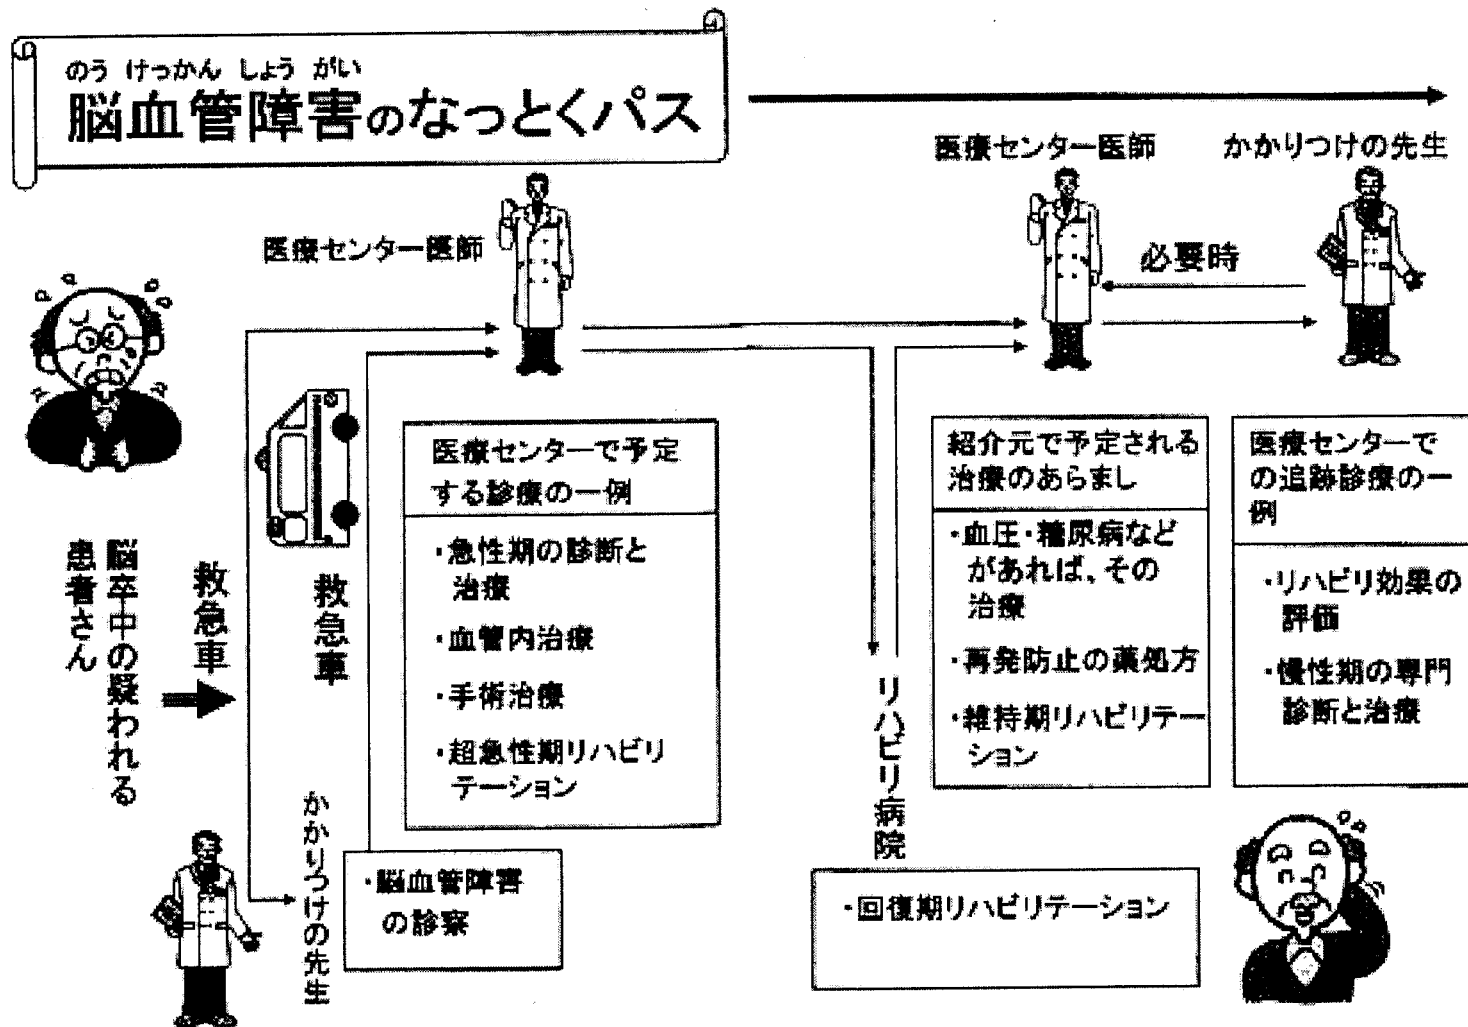 のう けっかん しょう がい
脳血管障害のなっとくパス
医療センター医師
かかりつけの先生
医療センター医師
必要時
脳卒中の疑われる
患者さん
救急車
救急車
医療センターで予定
する診療の一例
・急性期の診断と
治療
・血管内治療
・手術治療
・超急性期リハビリ
テーション
かかりつけの先生
・脳血管障害
の診察
リハビリ病院
・回復期リハビリテーション
紹介元で予定される
治療のあらまし
・血圧・糖尿病など
があれば、その
治療
・再発防止の薬処方
・維持期リハビリテー
ション
医療センターで
の追跡診療の一
例
・リハビリ効果の
評価
・慢性期の専門
診断と治療